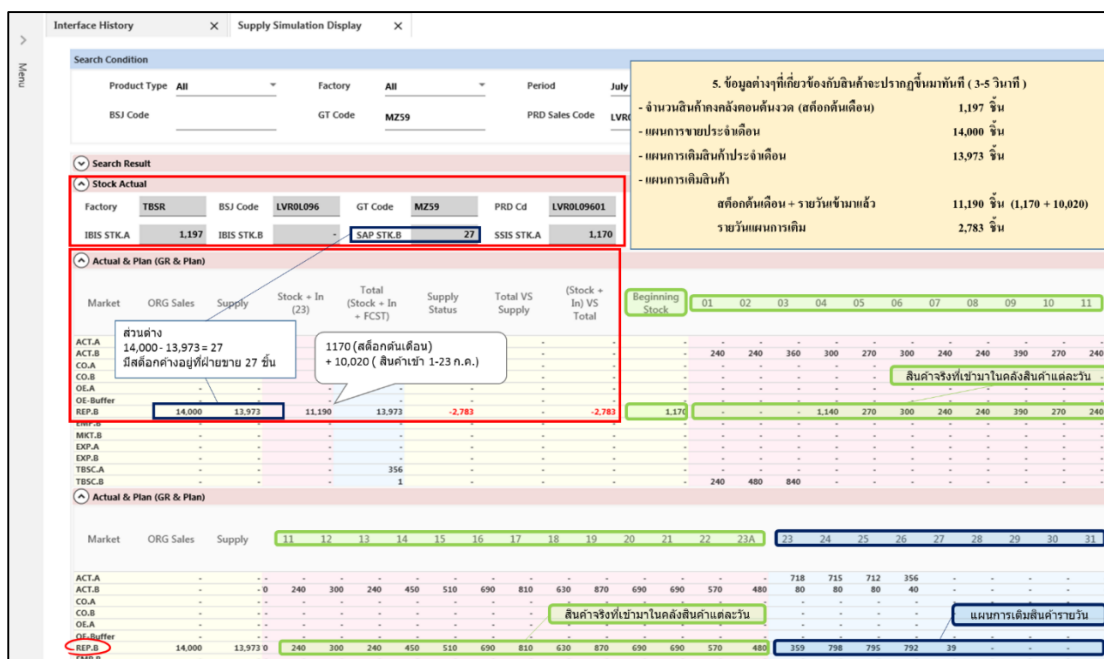 Interface History X Supply Simulation Display X
Menu
Search Condition
Product Type All Factory All Period July
BSJ Code GT Code MZ59 PRD Sales Code
5. ข้อมูลต่างๆที่เกี่ยวข้องกับสินค้าจะปรากฏขึ้นมาทันที ( 3-5 วินาที )
- จำนวนสินค้าคงคลังตอนต้นงวด (สต๊อกต้นเดือน) 1,197 ชิ้น
- แผนการขายประจำเดือน 14,000 ชิ้น
- แผนการเติมสินค้าประจำเดือน 13,973 ชิ้น
- แผนการเติมสินค้า
สต๊อกต้นเดือน + รายวันเข้ามาแล้ว 11,190 ชิ้น (1,170 + 10,020)
รายวันแผนการเติม 2,783 ชิ้น
Search Result
Stock Actual
Factory TBSR BSJ Code LVR0L096 GT Code MZ59 PRD Cd LVR0L09601
IBIS STK.A 1,197 IBIS STK.B - SAP STK.B 27 SSIS STK.A 1,170
Actual & Plan (GR & Plan)
Market ORG Sales Supply Stock + In (23) Total (Stock + In + FCST) Supply Status Total VS Supply (Stock + In) VS Total Beginning Stock 01 02 03 04 05 06 07 08 09 10 11
ส่วนต่าง
14,000 - 13,973 = 27
มีสต๊อกค้างอยู่ที่ฝ่ายขาย 27 ชิ้น
1170 (สต๊อกต้นเดือน)
+ 10,020 ( สินค้าเข้า 1-23 ก.ค.)
ACT.A
ACT.B 240 240 360 300 270 300 240 240 390 270 240
CO.A
CO.B สินค้าจริงที่เข้ามาในคลังสินค้าแต่ละวัน
OE.A
OE-Buffer
REP.B 14,000 13,973 11,190 13,973 -2,783 - -2,783 1,170 - - - 1,140 270 300 240 240 390 270 240
EMP.B
MKT.B
EXP.A
EXP.B
TBSC.A 356
TBSC.B 1 240 480 840
Actual & Plan (GR & Plan)
Market ORG Sales Supply 11 12 13 14 15 16 17 18 19 20 21 22 23A 23 24 25 26 27 28 29 30 31
ACT.A 718 715 712 356
ACT.B 0 240 300 240 450 510 690 810 630 870 690 690 570 480 80 80 80 40
CO.A
CO.B สินค้าจริงที่เข้ามาในคลังสินค้าแต่ละวัน แผนการเติมสินค้ารายวัน
OE.A
OE-Buffer
REP.B 14,000 13,973 0 240 300 240 450 510 690 810 630 870 690 690 570 480 359 798 795 792 39